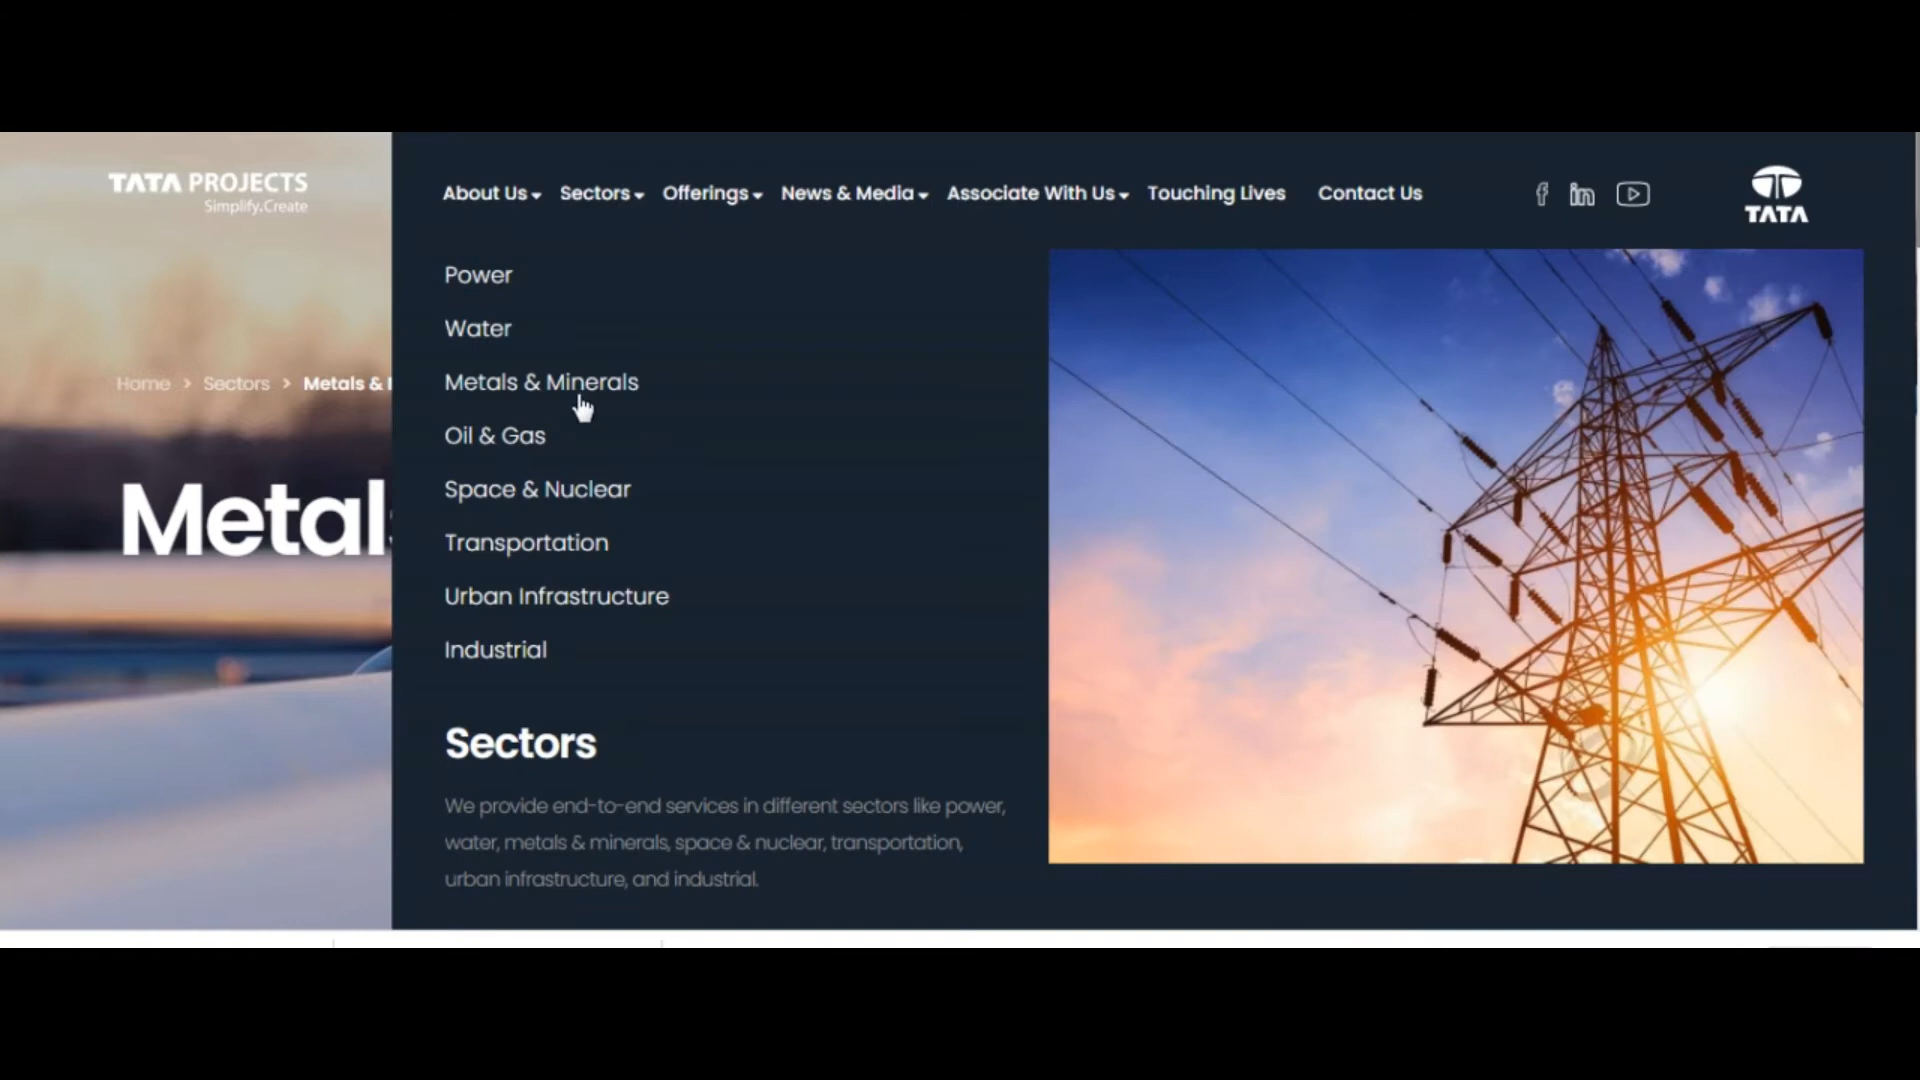 TATA PROJECTS
Simplify.Create
About Us Sectors Offerings News & Media Associate With Us Touching Lives Contact Us
f in
TATA
Power
Water
Metals & Minerals
Oil & Gas
Space & Nuclear
Transportation
Urban Infrastructure
Industrial
Home > Sectors > Metals &
Metals
Sectors
We provide end-to-end services in different sectors like power,
water, metals & minerals, space & nuclear, transportation,
urban infrastructure, and industrial.